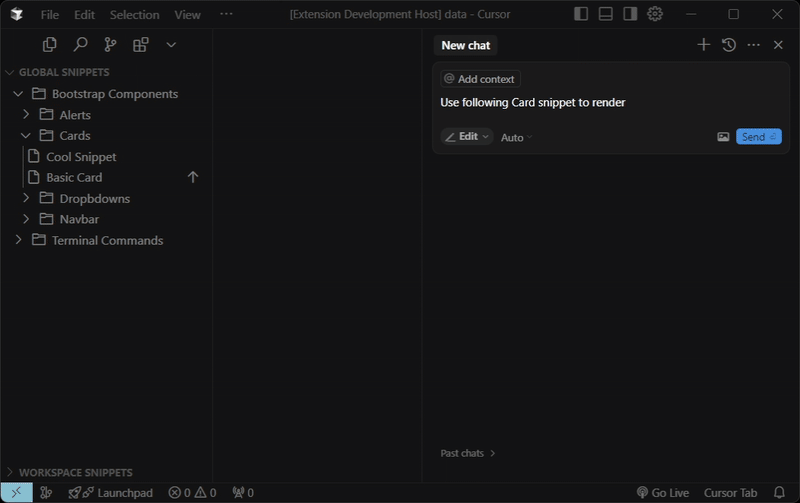 File Edit Selection View ··· [Extension Development Host] data - Cursor
New chat
GLOBAL SNIPPETS
Bootstrap Components
Alerts
Cards
Cool Snippet
Basic Card
Dropbdowns
Navbar
Terminal Commands
@ Add context
Use following Card snippet to render
Edit Auto Send
Past chats
WORKSPACE SNIPPETS
Launchpad 0 0 0 Go Live Cursor Tab